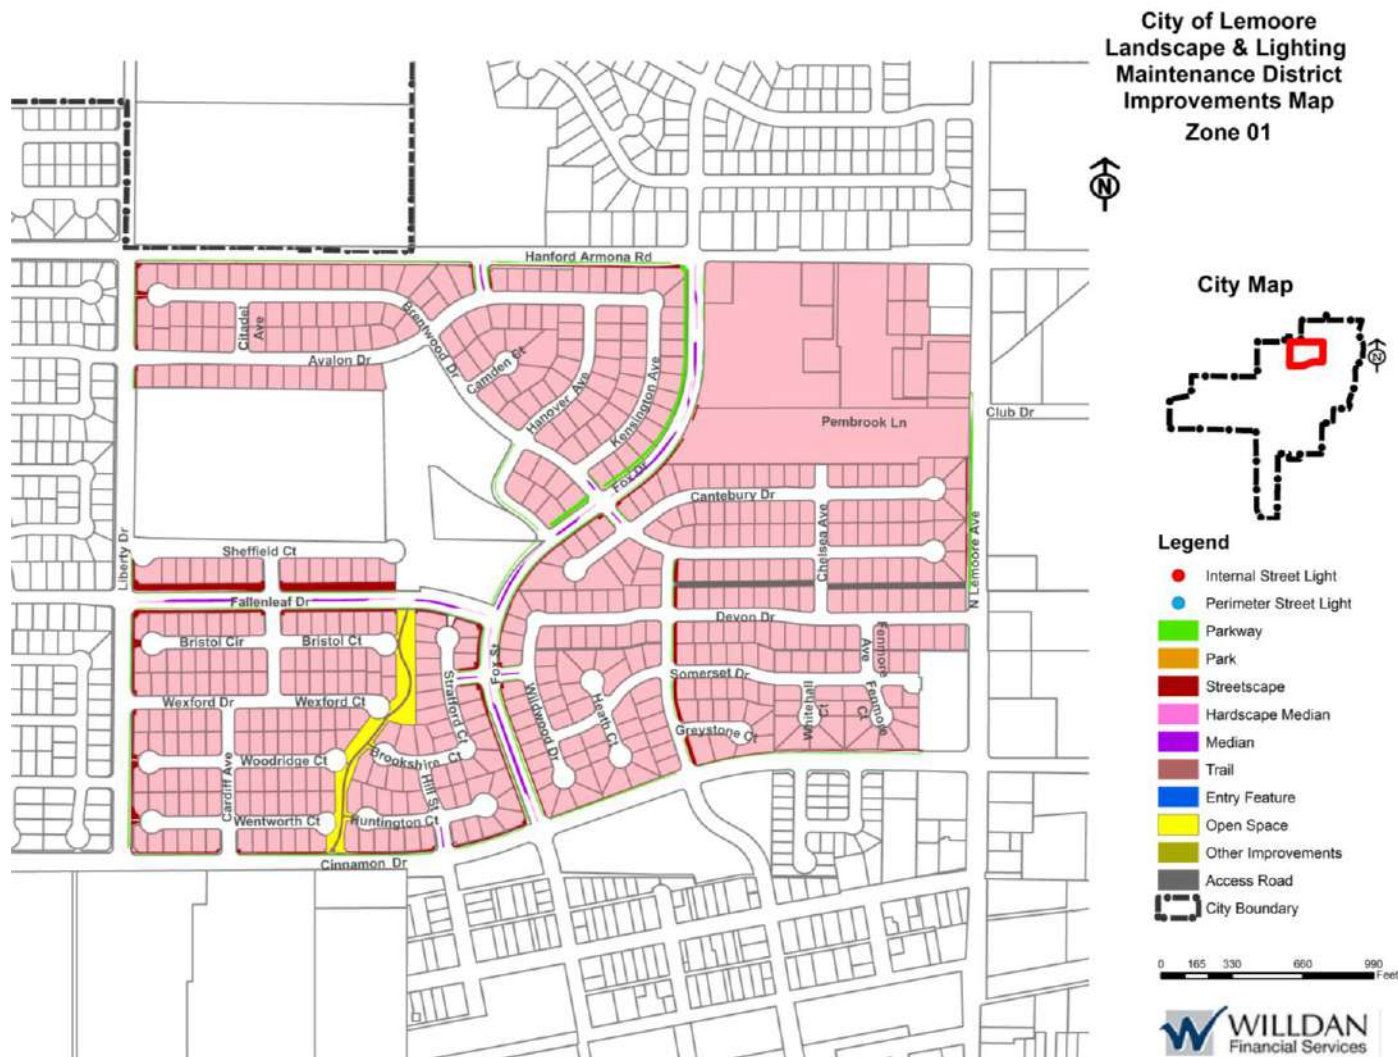 City of Lemoore
Landscape & Lighting
Maintenance District
Improvements Map
Zone 01
N
Hanford Armona Rd
Citadel
Ave
Brentwood Dr
Avalon Dr
Camden Ct
Hanover Ave
Kensington Ave
Fox Dr
Pembrook Ln
Club Dr
Cantebury Dr
Chelsea Ave
N Lemoore Ave
Liberty Dr
Sheffield Ct
Fallenleaf Dr
Bristol Cir
Bristol Ct
Devon Dr
Fox St
Stratford Ct
Wildwood Dr
Heath Ct
Somerset Dr
Fenmore
Ave
Wexford Dr
Wexford Ct
Whitehall
Ct
Fenmore
Ct
Greystone Ct
Woodridge Ct
Brookshire Ct
Cardiff Ave
Hill St
Wentworth Ct
Huntington Ct
Cinnamon Dr
City Map
N
Legend
Internal Street Light
Perimeter Street Light
Parkway
Park
Streetscape
Hardscape Median
Median
Trail
Entry Feature
Open Space
Other Improvements
Access Road
City Boundary
0 165 330 660 990
Feet
WILLDAN
Financial Services